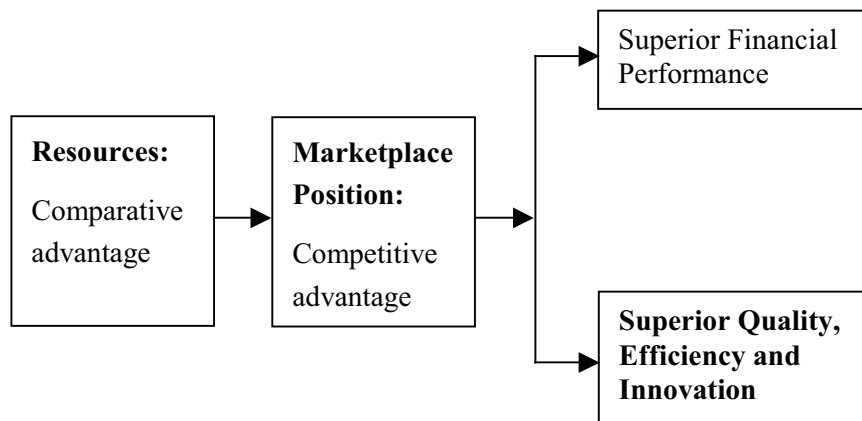 Resources:
Comparative
advantage
Marketplace
Position:
Competitive
advantage
Superior Financial
Performance
Superior Quality,
Efficiency and
Innovation